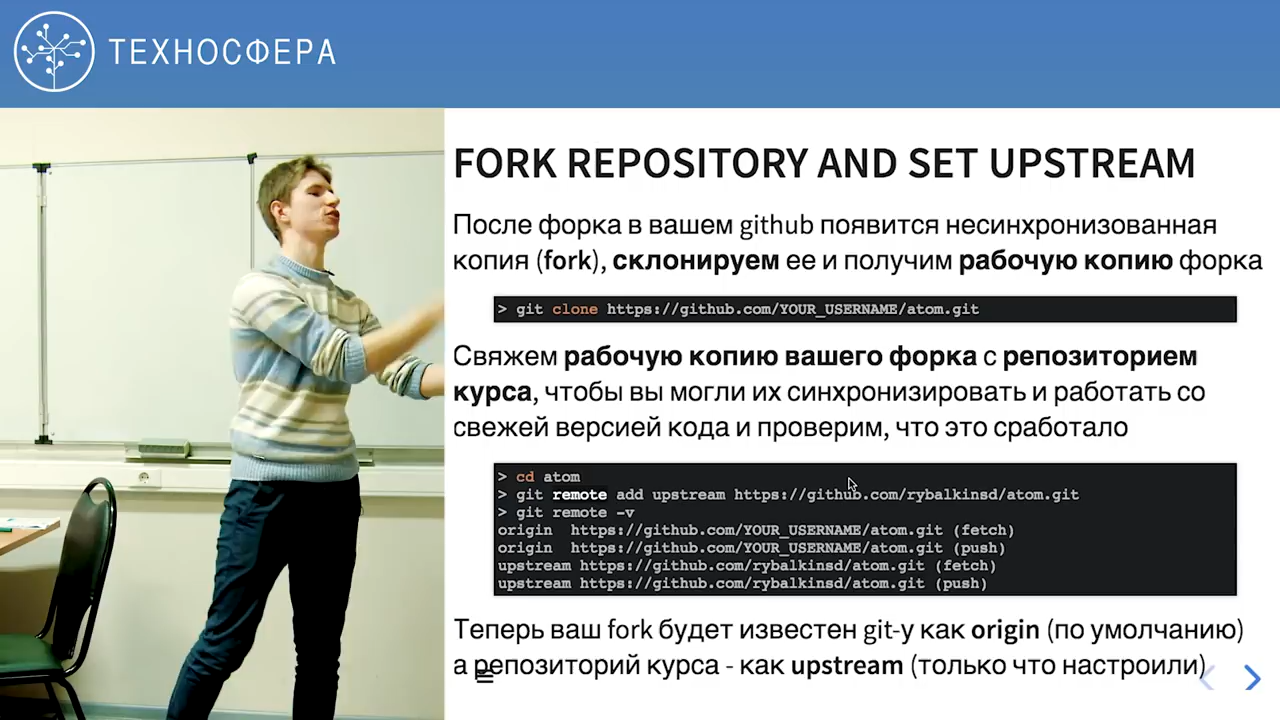 ТЕХНОСФЕРА
FORK REPOSITORY AND SET UPSTREAM
После форка в вашем github появится несинхронизованная
копия (fork), склонируем ее и получим рабочую копию форка
> git clone https://github.com/YOUR_USERNAME/atom.git
Свяжем рабочую копию вашего форка с репозиторием
курса, чтобы вы могли их синхронизировать и работать со
свежей версией кода и проверим, что это сработало
> cd atom
> git remote add upstream https://github.com/rybalkinsd/atom.git
> git remote -v
origin  https://github.com/YOUR_USERNAME/atom.git (fetch)
origin  https://github.com/YOUR_USERNAME/atom.git (push)
upstream https://github.com/rybalkinsd/atom.git (fetch)
upstream https://github.com/rybalkinsd/atom.git (push)
Теперь ваш fork будет известен git-у как origin (по умолчанию)
а репозиторий курса - как upstream (только что настроили)